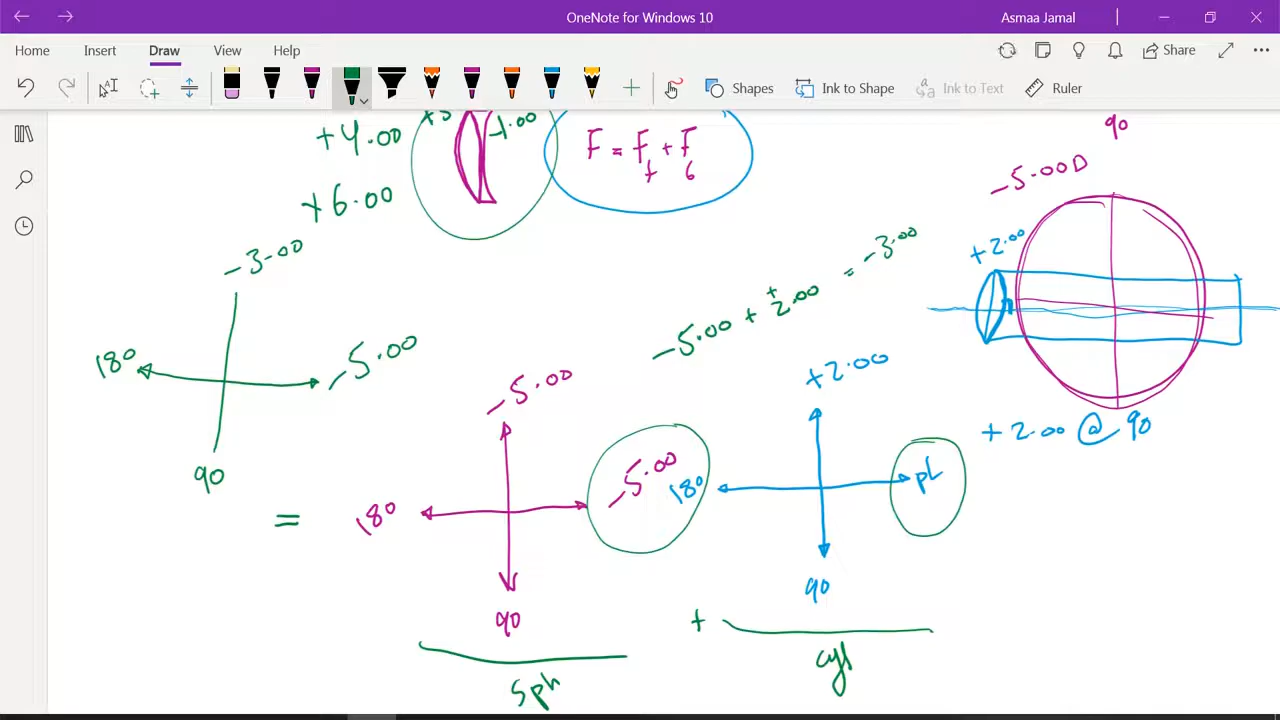 OneNote for Windows 10
Asmaa Jamal
Home Insert Draw View Help
Share
Shapes Ink to Shape Ink to Text Ruler
+4.00
+6.00
+5
-1.00
F = F + F
90
-5.00D
+2.00
+2.00 @ 90
-5.00 + +2.00 = -3.00
-3.00
180
-5.00
90
=
-5.00
180
-5.00
90
Sph
+
+2.00
180
pl
90
cyl